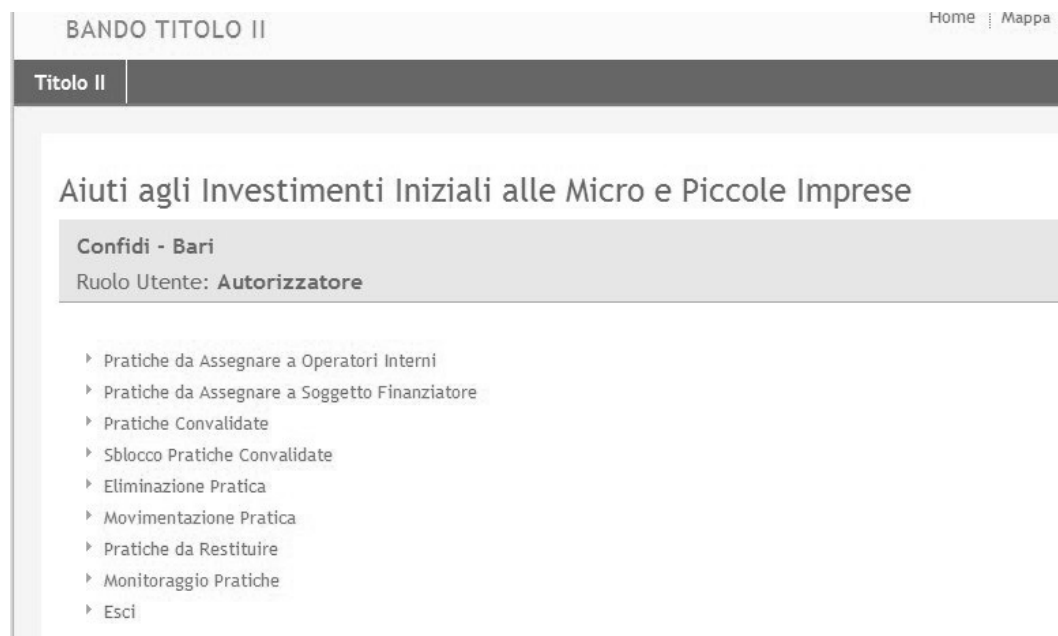 BANDO TITOLO II
Home Mappa
Titolo II
Aiuti agli Investimenti Iniziali alle Micro e Piccole Imprese
Confidi - Bari
Ruolo Utente: Autorizzatore
Pratiche da Assegnare a Operatori Interni
Pratiche da Assegnare a Soggetto Finanziatore
Pratiche Convalidate
Sblocco Pratiche Convalidate
Eliminazione Pratica
Movimentazione Pratica
Pratiche da Restituire
Monitoraggio Pratiche
Esci